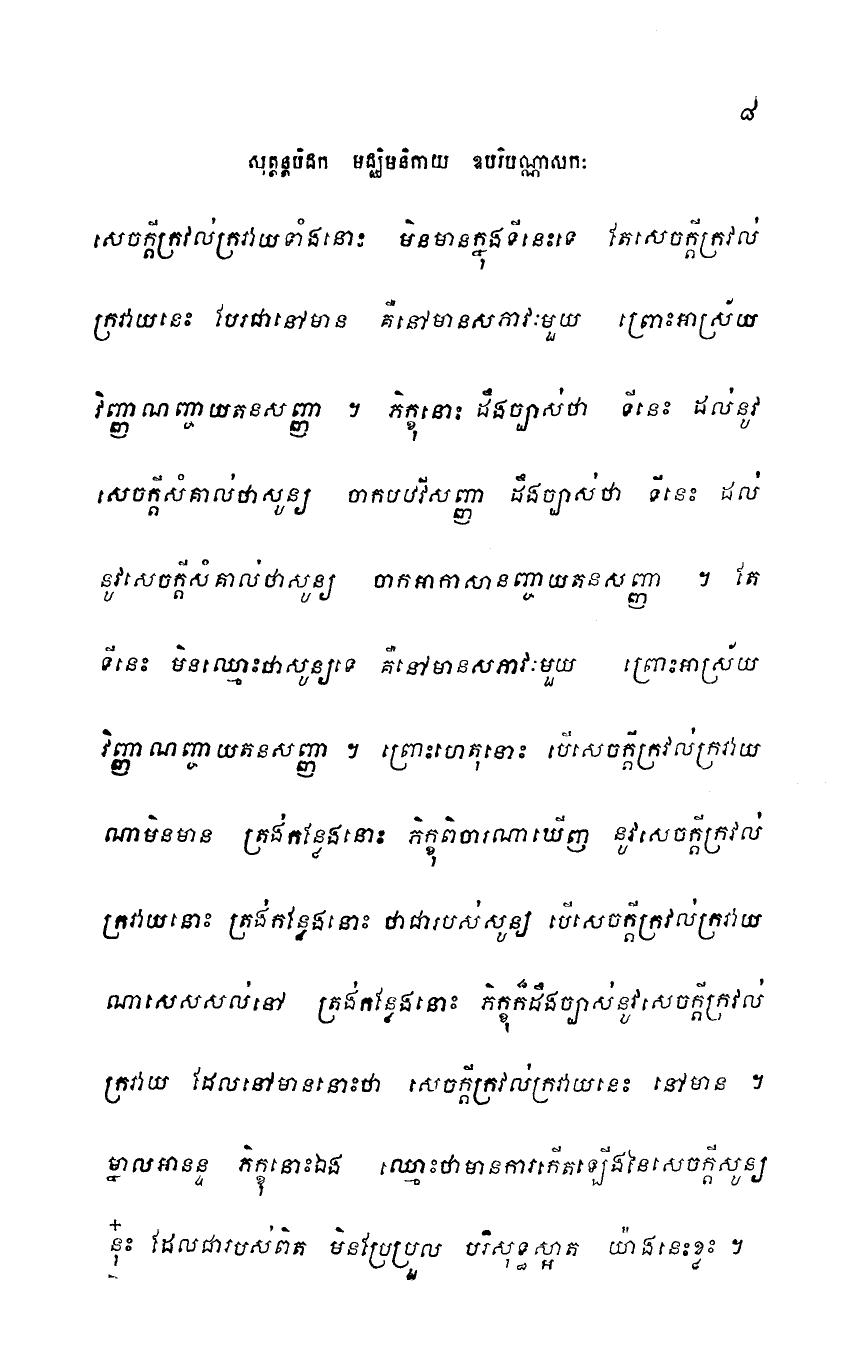 ៨
សុត្តន្តបិដក មជ្ឈិមនិកាយ ឧបរិបណ្ណាសកៈ
សេចក្តីក្រវល់ក្រវាយទាំងនោះ មិនមានក្នុងទីនេះទេ តែសេចក្តីក្រវល់
ក្រវាយនេះ បែរជានៅមាន គឺនៅមានសភាវៈមួយ ព្រោះអាស្រ័យ
វិញ្ញាណញ្ចាយតនសញ្ញា ។ ភិក្ខុនោះ ដឹងច្បាស់ថា ទីនេះ ដល់នូវ
សេចក្តីសំគាល់ថាសូន្យ ចាកបឋវីសញ្ញា ដឹងច្បាស់ថា ទីនេះ ដល់
នូវសេចក្តីសំគាល់ថាសូន្យ ចាកអាកាសានញ្ចាយតនសញ្ញា ។ តែ
ទីនេះ មិនឈ្មោះថាសូន្យទេ គឺនៅមានសភាវៈមួយ ព្រោះអាស្រ័យ
វិញ្ញាណញ្ចាយតនសញ្ញា ។ ព្រោះហេតុនោះ បើសេចក្តីក្រវល់ក្រវាយ
ណាមិនមាន ត្រង់កន្លែងនោះ ភិក្ខុពិចារណាឃើញ នូវសេចក្តីក្រវល់
ក្រវាយនោះ ត្រង់កន្លែងនោះ ថាជារបស់សូន្យ បើសេចក្តីក្រវល់ក្រវាយ
ណាសេសសល់នៅ ត្រង់កន្លែងនោះ ភិក្ខុក៏ដឹងច្បាស់នូវសេចក្តីក្រវល់
ក្រវាយ ដែលនៅមាននោះថា សេចក្តីក្រវល់ក្រវាយនេះ នៅមាន ។
ម្នាលអានន្ទ ភិក្ខុនោះឯង ឈ្មោះថាមានការកើតឡើងនៃសេចក្តីសូន្យ
នុ៎ះ ដែលជារបស់ពិត មិនប្រែប្រួល បរិសុទ្ធស្អាត យ៉ាងនេះខ្លះ ។